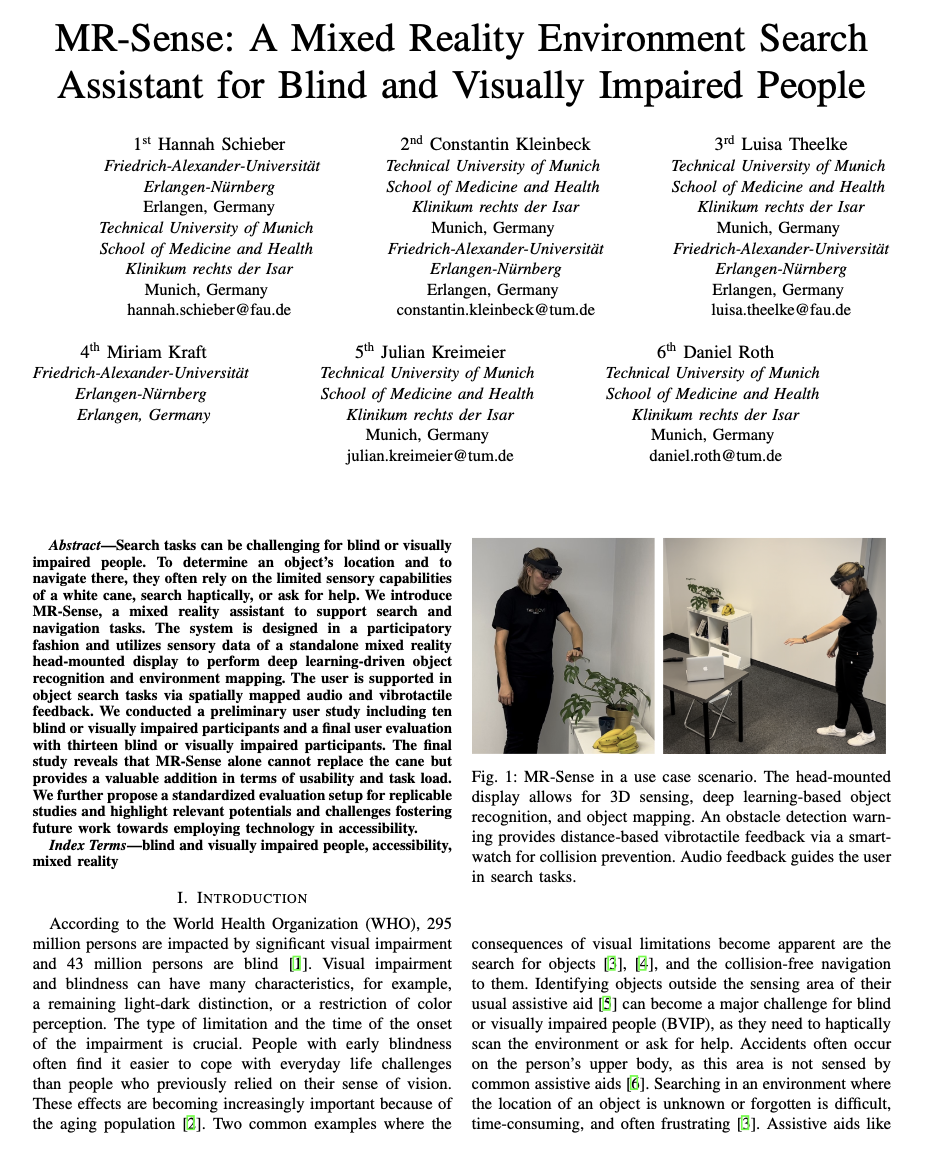 MR-Sense: A Mixed Reality Environment Search
Assistant for Blind and Visually Impaired People
1st Hannah Schieber
Friedrich-Alexander-Universität
Erlangen-Nürnberg
Erlangen, Germany
Technical University of Munich
School of Medicine and Health
Klinikum rechts der Isar
Munich, Germany
hannah.schieber@fau.de
2nd Constantin Kleinbeck
Technical University of Munich
School of Medicine and Health
Klinikum rechts der Isar
Munich, Germany
Friedrich-Alexander-Universität
Erlangen-Nürnberg
Erlangen, Germany
constantin.kleinbeck@tum.de
3rd Luisa Theelke
Technical University of Munich
School of Medicine and Health
Klinikum rechts der Isar
Munich, Germany
Friedrich-Alexander-Universität
Erlangen-Nürnberg
Erlangen, Germany
luisa.theelke@fau.de
4th Miriam Kraft
Friedrich-Alexander-Universität
Erlangen-Nürnberg
Erlangen, Germany
5th Julian Kreimeier
Technical University of Munich
School of Medicine and Health
Klinikum rechts der Isar
Munich, Germany
julian.kreimeier@tum.de
6th Daniel Roth
Technical University of Munich
School of Medicine and Health
Klinikum rechts der Isar
Munich, Germany
daniel.roth@tum.de
Abstract—Search tasks can be challenging for blind or visually
impaired people. To determine an object's location and to
navigate there, they often rely on the limited sensory capabilities
of a white cane, search haptically, or ask for help. We introduce
MR-Sense, a mixed reality assistant to support search and
navigation tasks. The system is designed in a participatory
fashion and utilizes sensory data of a standalone mixed reality
head-mounted display to perform deep learning-driven object
recognition and environment mapping. The user is supported in
object search tasks via spatially mapped audio and vibrotactile
feedback. We conducted a preliminary user study including ten
blind or visually impaired participants and a final user evaluation
with thirteen blind or visually impaired participants. The final
study reveals that MR-Sense alone cannot replace the cane but
provides a valuable addition in terms of usability and task load.
We further propose a standardized evaluation setup for replicable
studies and highlight relevant potentials and challenges fostering
future work towards employing technology in accessibility.
Index Terms—blind and visually impaired people, accessibility,
mixed reality
I. INTRODUCTION
According to the World Health Organization (WHO), 295
million persons are impacted by significant visual impairment
and 43 million persons are blind [1]. Visual impairment
and blindness can have many characteristics, for example,
a remaining light-dark distinction, or a restriction of color
perception. The type of limitation and the time of the onset
of the impairment is crucial. People with early blindness
often find it easier to cope with everyday life challenges
than people who previously relied on their sense of vision.
These effects are becoming increasingly important because of
the aging population [2]. Two common examples where the
Fig. 1: MR-Sense in a use case scenario. The head-mounted
display allows for 3D sensing, deep learning-based object
recognition, and object mapping. An obstacle detection warn-
ing provides distance-based vibrotactile feedback via a smart-
watch for collision prevention. Audio feedback guides the user
in search tasks.
consequences of visual limitations become apparent are the
search for objects [3], [4], and the collision-free navigation
to them. Identifying objects outside the sensing area of their
usual assistive aid [5] can become a major challenge for blind
or visually impaired people (BVIP), as they need to haptically
scan the environment or ask for help. Accidents often occur
on the person's upper body, as this area is not sensed by
common assistive aids [6]. Searching in an environment where
the location of an object is unknown or forgotten is difficult,
time-consuming, and often frustrating [3]. Assistive aids like